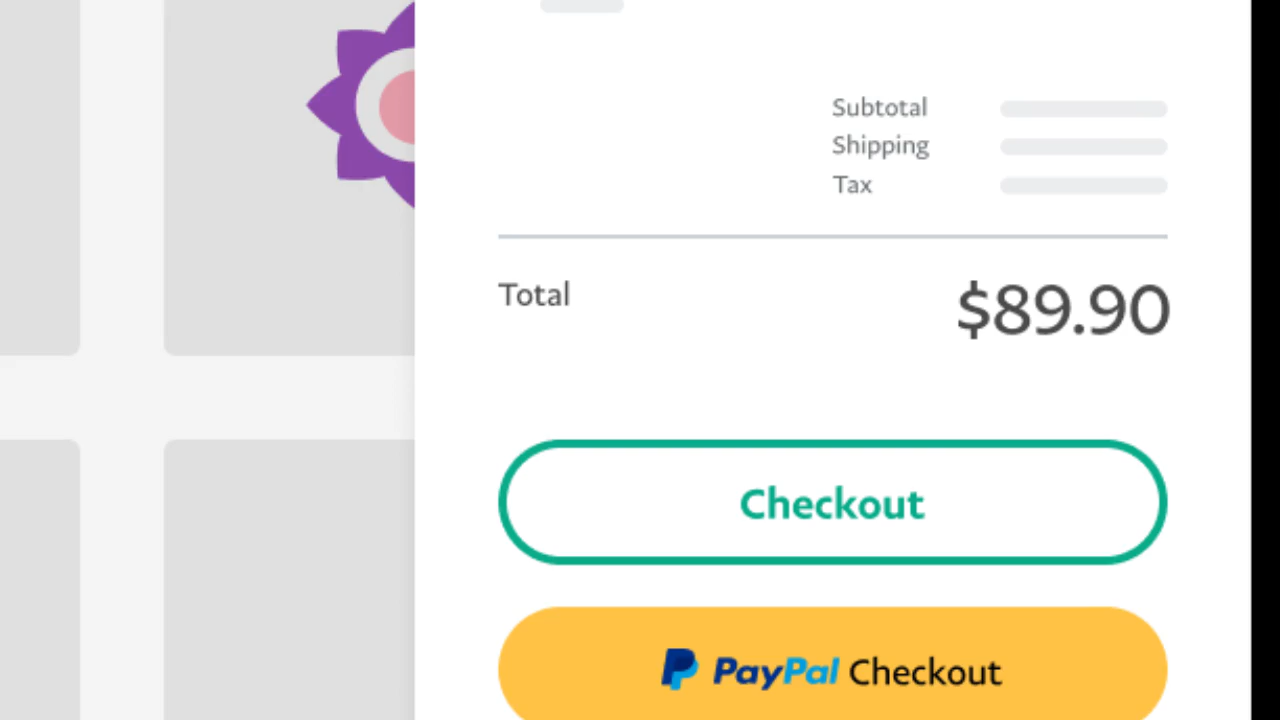 Subtotal
Shipping
Tax
Total $89.90
Checkout
PayPal Checkout